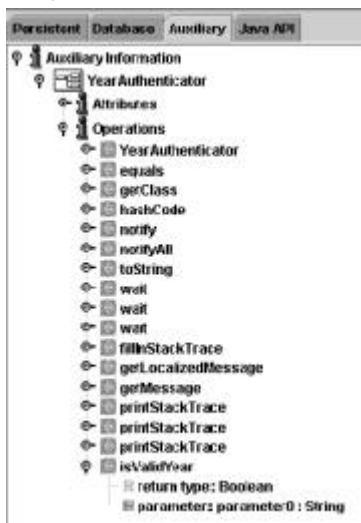 Persistent Database Auxiliary Java API
Auxiliary Information
YearAuthenticator
Attributes
Operations
YearAuthenticator
equals
getClass
hashCode
notify
notifyAll
toString
wait
wait
wait
fillInStackTrace
getLocalizedMessage
getMessage
printStackTrace
printStackTrace
printStackTrace
isValidYear
return type: Boolean
parameter: parameter0 : String